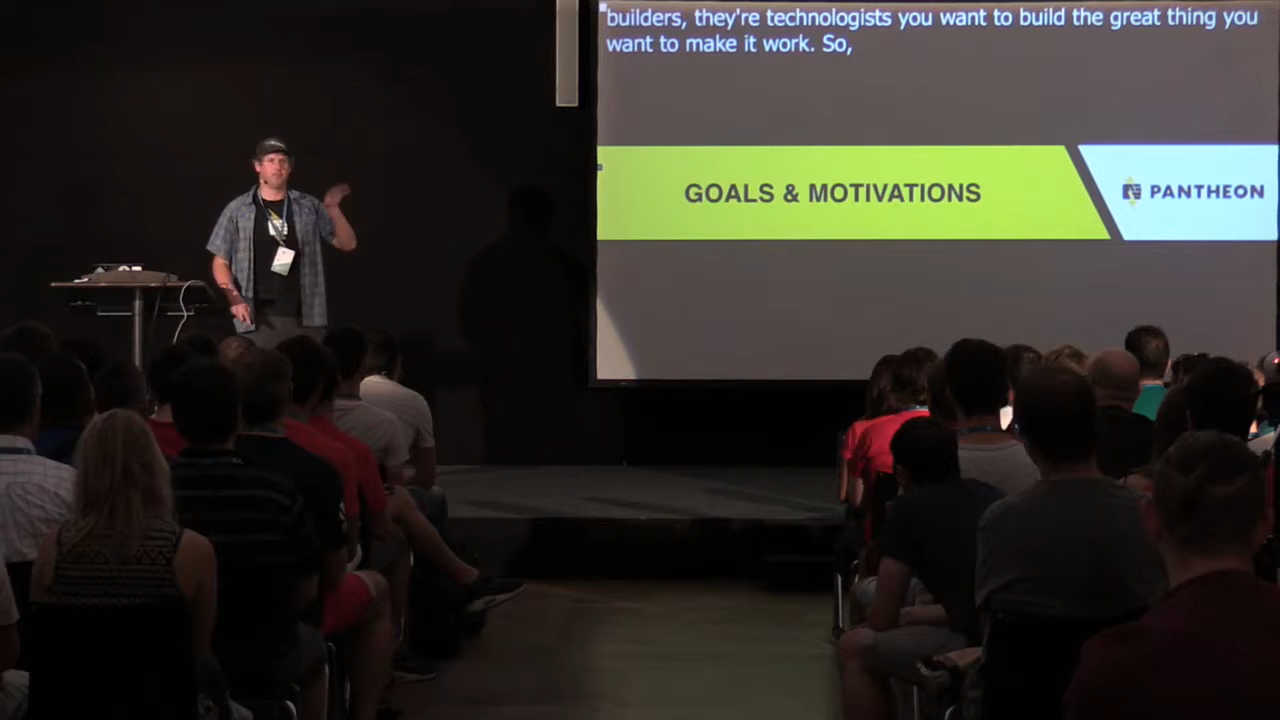 builders, they're technologists you want to build the great thing you
want to make it work. So,
GOALS & MOTIVATIONS
PANTHEON